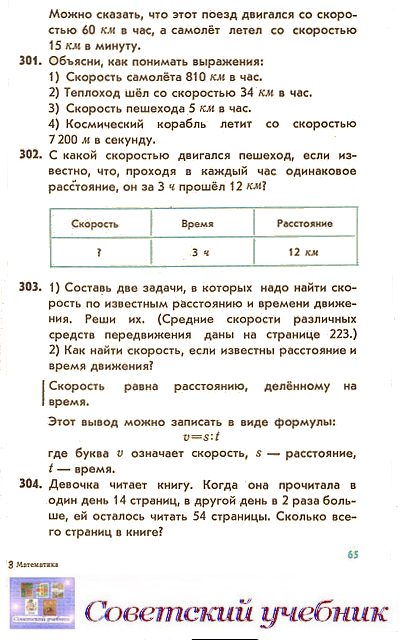 Можно сказать, что этот поезд двигался со скоро-
стью 60 км в час, а самолёт летел со скоростью
15 км в минуту.
301. Объясни, как понимать выражения:
1) Скорость самолёта 810 км в час.
2) Теплоход шёл со скоростью 34 км в час.
3) Скорость пешехода 5 км в час.
4) Космический корабль летит со скоростью
7 200 м в секунду.
302. С какой скоростью двигался пешеход, если из-
вестно, что, проходя в каждый час одинаковое
расстояние, он за 3 ч прошёл 12 км?
Скорость Время Расстояние
? 3 ч 12 км
303. 1) Составь две задачи, в которых надо найти ско-
рость по известным расстоянию и времени движе-
ния. Реши их. (Средние скорости различных
средств передвижения даны на странице 223.)
2) Как найти скорость, если известны расстояние и
время движения?
Скорость равна расстоянию, делённому на
время.
Этот вывод можно записать в виде формулы:
v=s:t
где буква v означает скорость, s — расстояние,
t — время.
304. Девочка читает книгу. Когда она прочитала в
один день 14 страниц, в другой день в 2 раза боль-
ше, ей осталось читать 54 страницы. Сколько все-
го страниц в книге?
65
3 Математика
Советский учебник
Советский учебник